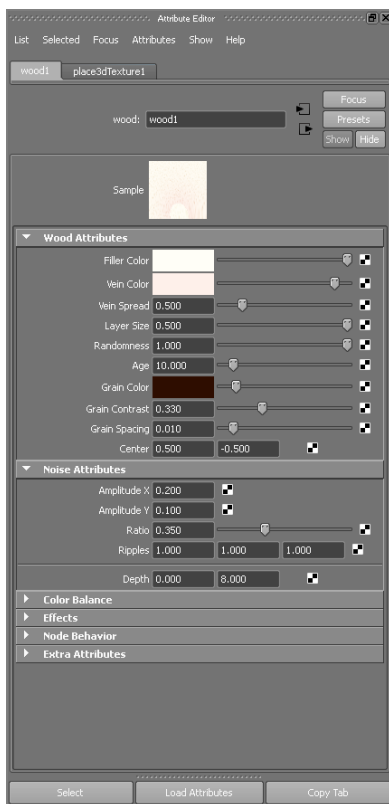 Attribute Editor
List Selected Focus Attributes Show Help
wood1 place3dTexture1
Focus
wood: wood1
Presets
Show Hide
Sample
Wood Attributes
Filler Color
Vein Color
Vein Spread 0.500
Layer Size 0.500
Randomness 1.000
Age 10.000
Grain Color
Grain Contrast 0.330
Grain Spacing 0.010
Center 0.500 -0.500
Noise Attributes
Amplitude X 0.200
Amplitude Y 0.100
Ratio 0.350
Ripples 1.000 1.000 1.000
Depth 0.000 8.000
Color Balance
Effects
Node Behavior
Extra Attributes
Select Load Attributes Copy Tab